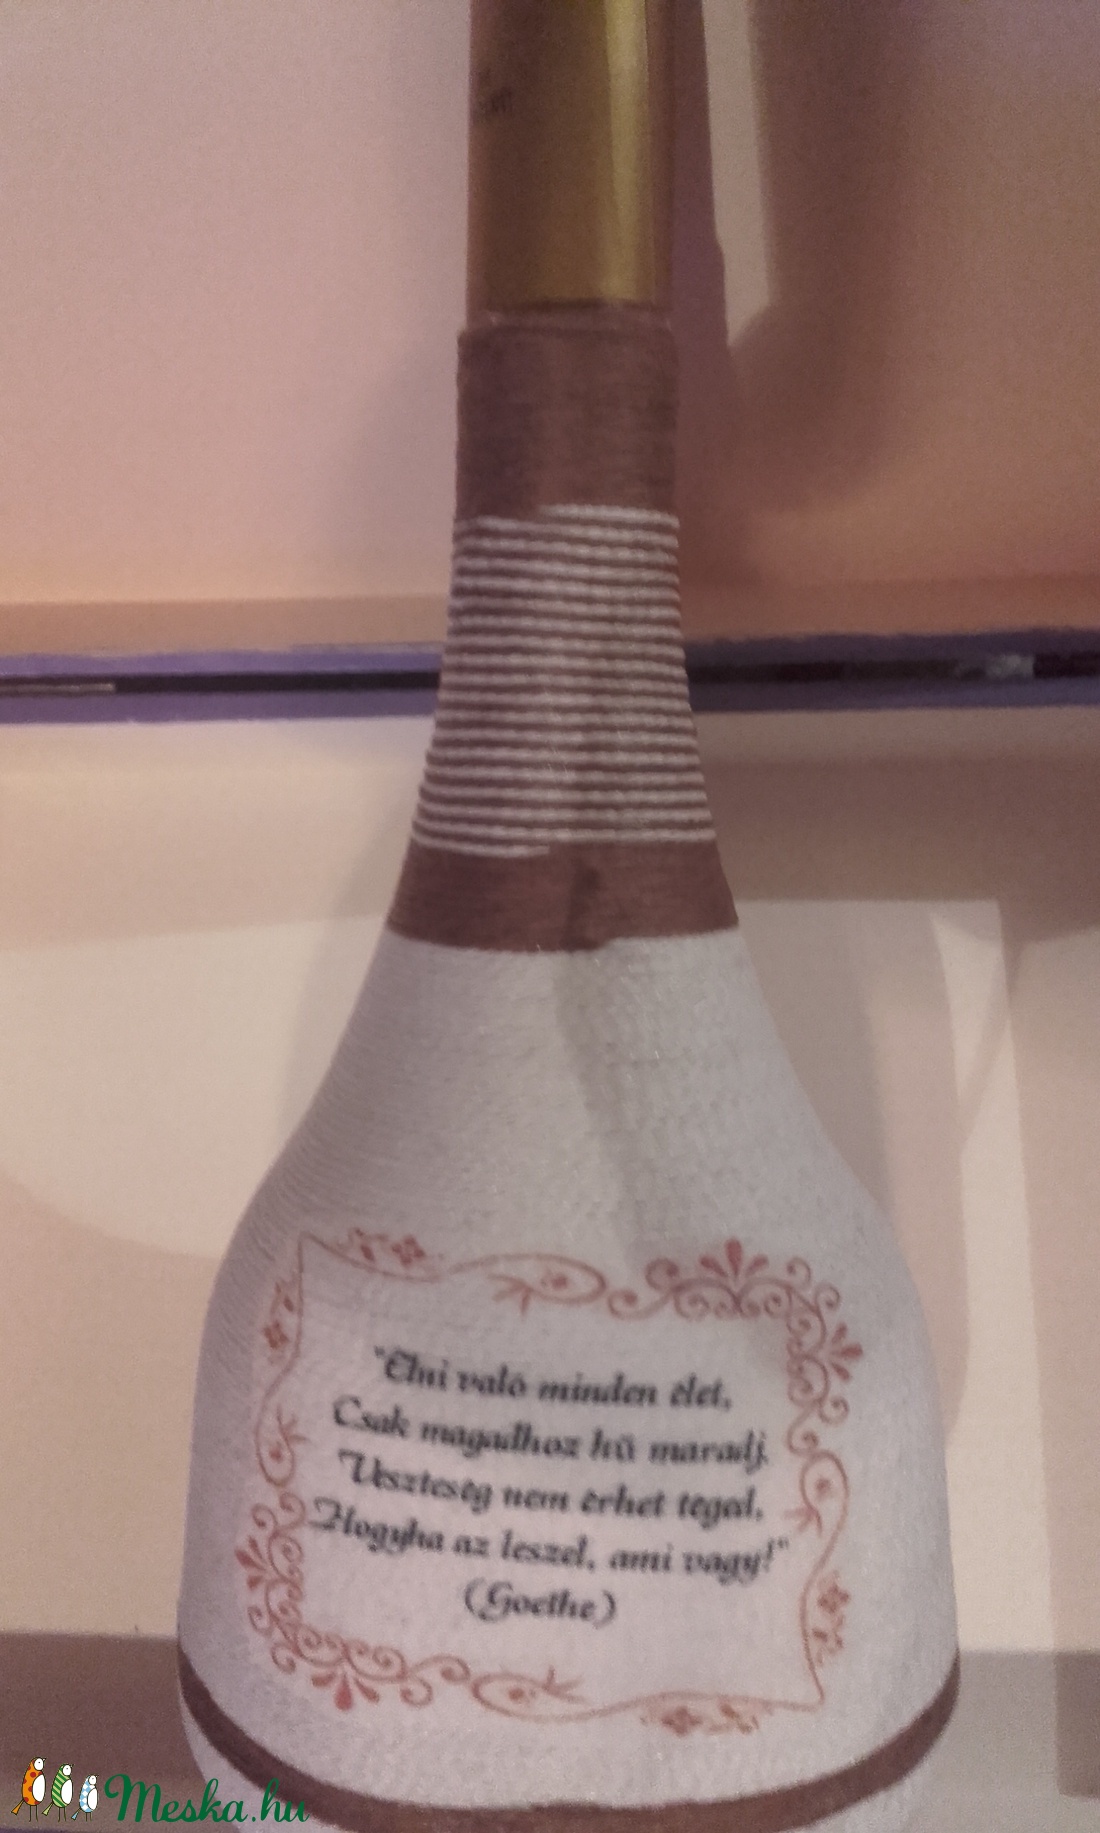 "Élni való minden élet,
Csak magadhoz hű maradj.
Veszteség nem érhet tegal,
Hogyha az leszel, ami vagy!"
(Goethe)
Meska.hu